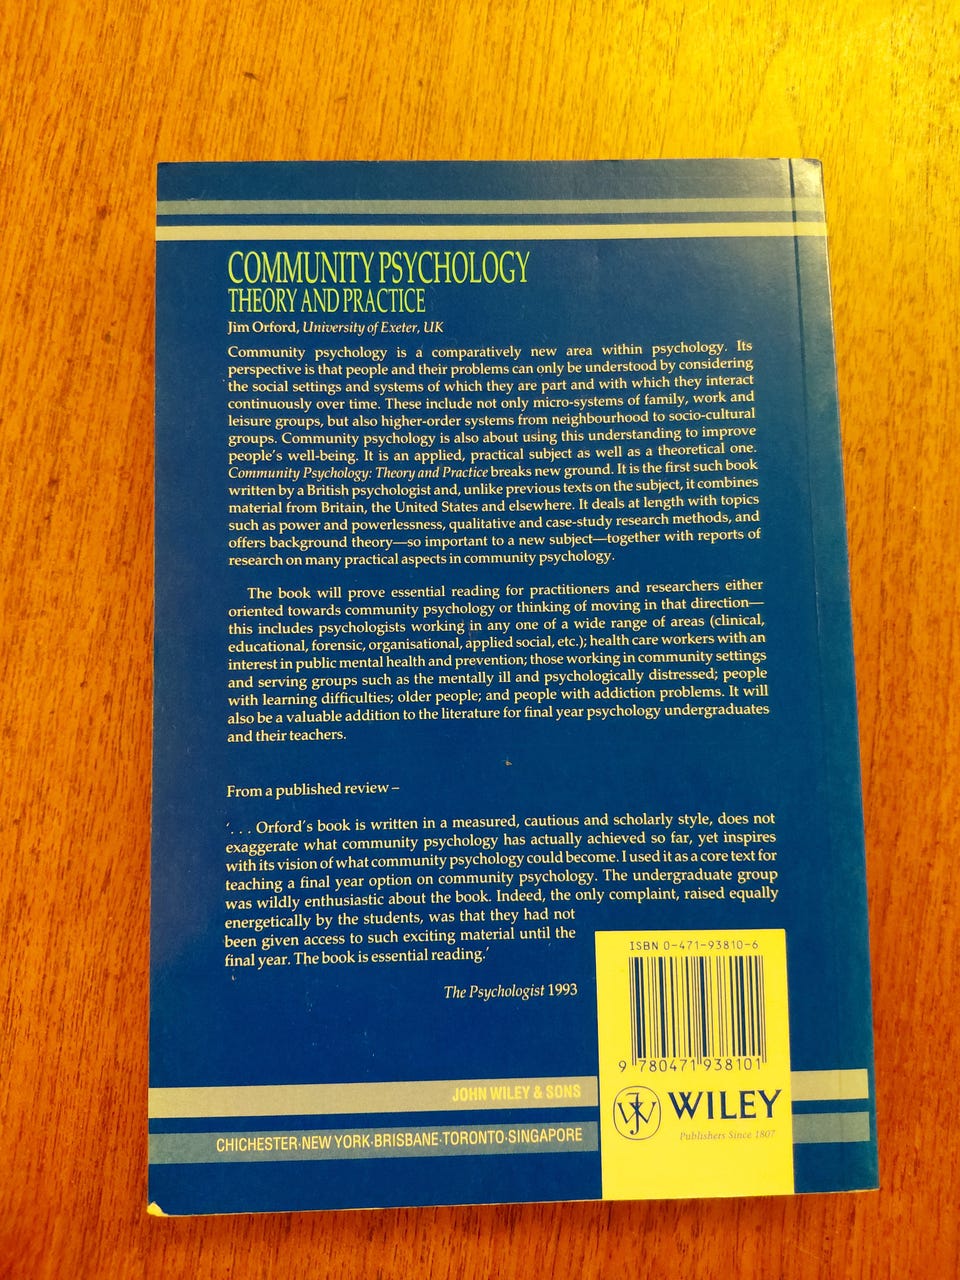 COMMUNITY PSYCHOLOGY
THEORY AND PRACTICE
Jim Orford, University of Exeter, UK
Community psychology is a comparatively new area within psychology. Its
perspective is that people and their problems can only be understood by considering
the social settings and systems of which they are part and with which they interact
continuously over time. These include not only micro-systems of family, work and
leisure groups, but also higher-order systems from neighbourhood to socio-cultural
groups. Community psychology is also about using this understanding to improve
people's well-being. It is an applied, practical subject as well as a theoretical one.
Community Psychology: Theory and Practice breaks new ground. It is the first such book
written by a British psychologist and, unlike previous texts on the subject, it combines
material from Britain, the United States and elsewhere. It deals at length with topics
such as power and powerlessness, qualitative and case-study research methods, and
offers background theory—so important to a new subject—together with reports of
research on many practical aspects in community psychology.
The book will prove essential reading for practitioners and researchers either
oriented towards community psychology or thinking of moving in that direction—
this includes psychologists working in any one of a wide range of areas (clinical,
educational, forensic, organisational, applied social, etc.); health care workers with an
interest in public mental health and prevention; those working in community settings
and serving groups such as the mentally ill and psychologically distressed; people
with learning difficulties; older people; and people with addiction problems. It will
also be a valuable addition to the literature for final year psychology undergraduates
and their teachers.
From a published review –
'. . . Orford's book is written in a measured, cautious and scholarly style, does not
exaggerate what community psychology has actually achieved so far, yet inspires
with its vision of what community psychology could become. I used it as a core text for
teaching a final year option on community psychology. The undergraduate group
was wildly enthusiastic about the book. Indeed, the only complaint, raised equally
energetically by the students, was that they had not
been given access to such exciting material until the
final year. The book is essential reading.'
The Psychologist 1993
ISBN 0-471-93810-6
9 780471 938101
JOHN WILEY & SONS
CHICHESTER·NEW YORK·BRISBANE·TORONTO·SINGAPORE
WILEY
Publishers Since 1807